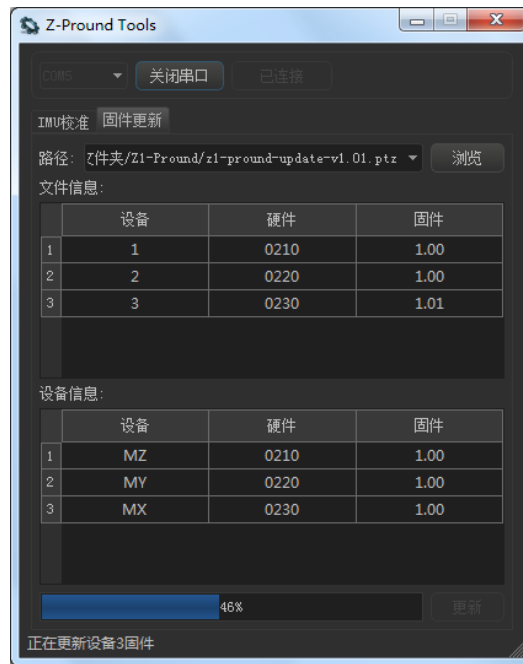 Z-Pround Tools
COM5 关闭串口 已连接
IMU校准 固件更新
路径: 件夹/Z1-Pround/z1-pround-update-v1.01.ptz 浏览
文件信息:
设备 硬件 固件
1 1 0210 1.00
2 2 0220 1.00
3 3 0230 1.01
设备信息:
设备 硬件 固件
1 MZ 0210 1.00
2 MY 0220 1.00
3 MX 0230 1.00
46% 更新
正在更新设备3固件